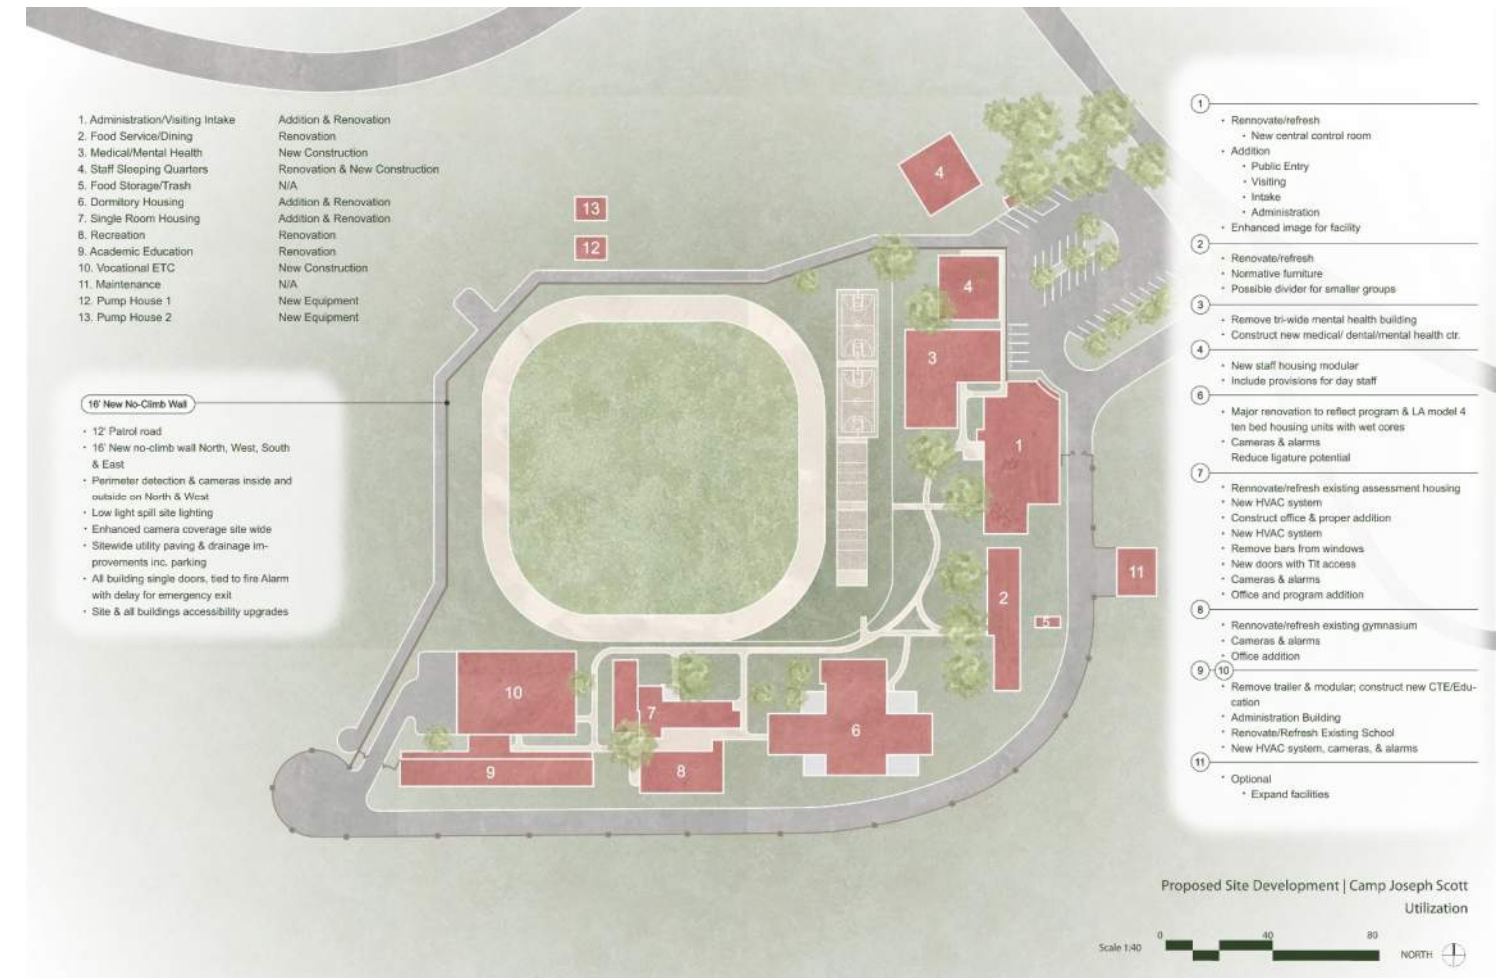 1. Administration/Visiting Intake Addition & Renovation
2. Food Service/Dining Renovation
3. Medical/Mental Health New Construction
4. Staff Sleeping Quarters Renovation & New Construction
5. Food Storage/Trash N/A
6. Dormitory Housing Addition & Renovation
7. Single Room Housing Addition & Renovation
8. Recreation Renovation
9. Academic Education Renovation
10. Vocational ETC New Construction
11. Maintenance N/A
12. Pump House 1 New Equipment
13. Pump House 2 New Equipment
16' New No-Climb Wall
• 12' Patrol road
• 16' New no-climb wall North, West, South
& East
• Perimeter detection & cameras inside and
outside on North & West
• Low light spill site lighting
• Enhanced camera coverage site wide
• Sitewide utility paving & drainage im-
provements inc. parking
• All building single doors, tied to fire Alarm
with delay for emergency exit
• Site & all buildings accessibility upgrades
4
13
12
4
3
1
11
2
5
10
7
6
9
8
1
• Rennovate/refresh
• New central control room
• Addition
• Public Entry
• Visiting
• Intake
• Administration
• Enhanced image for facility
2
• Renovate/refresh
• Normative furniture
• Possible divider for smaller groups
3
• Remove tri-wide mental health building
• Construct new medical/ dental/mental health ctr.
4
• New staff housing modular
• Include provisions for day staff
6
• Major renovation to reflect program & LA model 4
ten bed housing units with wet cores
• Cameras & alarms
Reduce ligature potential
7
• Rennovate/refresh existing assessment housing
• New HVAC system
• Construct office & proper addition
• New HVAC system
• Remove bars from windows
• New doors with Tlt access
• Cameras & alarms
• Office and program addition
8
• Rennovate/refresh existing gymnasium
• Cameras & alarms
• Office addition
9 10
• Remove trailer & modular; construct new CTE/Edu-
cation
• Administration Building
• Renovate/Refresh Existing School
• New HVAC system, cameras, & alarms
11
• Optional
• Expand facilities
Proposed Site Development | Camp Joseph Scott
Utilization
Scale 1:40 0 40 80 NORTH